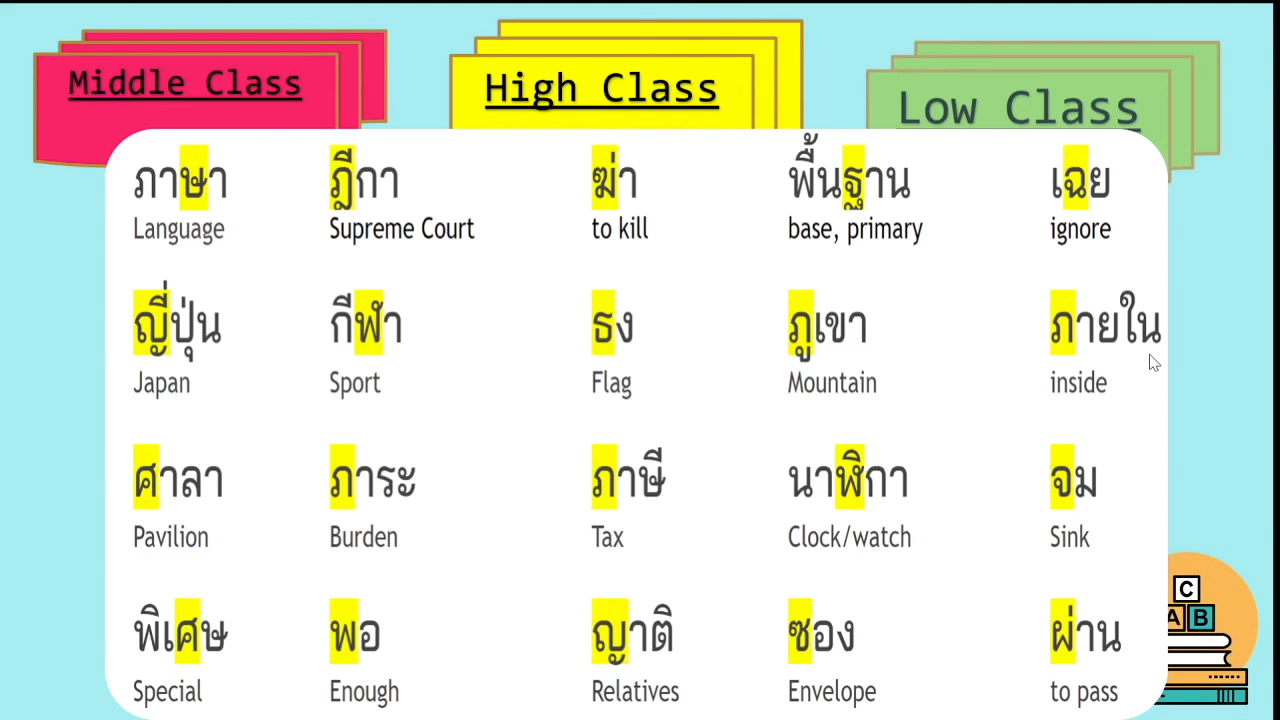 Middle Class High Class Low Class
ภาษา ฎีกา ฆ่า พื้นฐาน เฉย
Language Supreme Court to kill base, primary ignore
ญี่ปุ่น กีฬา ธง ภูเขา ภายใน
Japan Sport Flag Mountain inside
ศาลา ภาระ ภาษี นาฬิกา จม
Pavilion Burden Tax Clock/watch Sink
พิเศษ พอ ญาติ ซอง ผ่าน
Special Enough Relatives Envelope to pass
C
A B